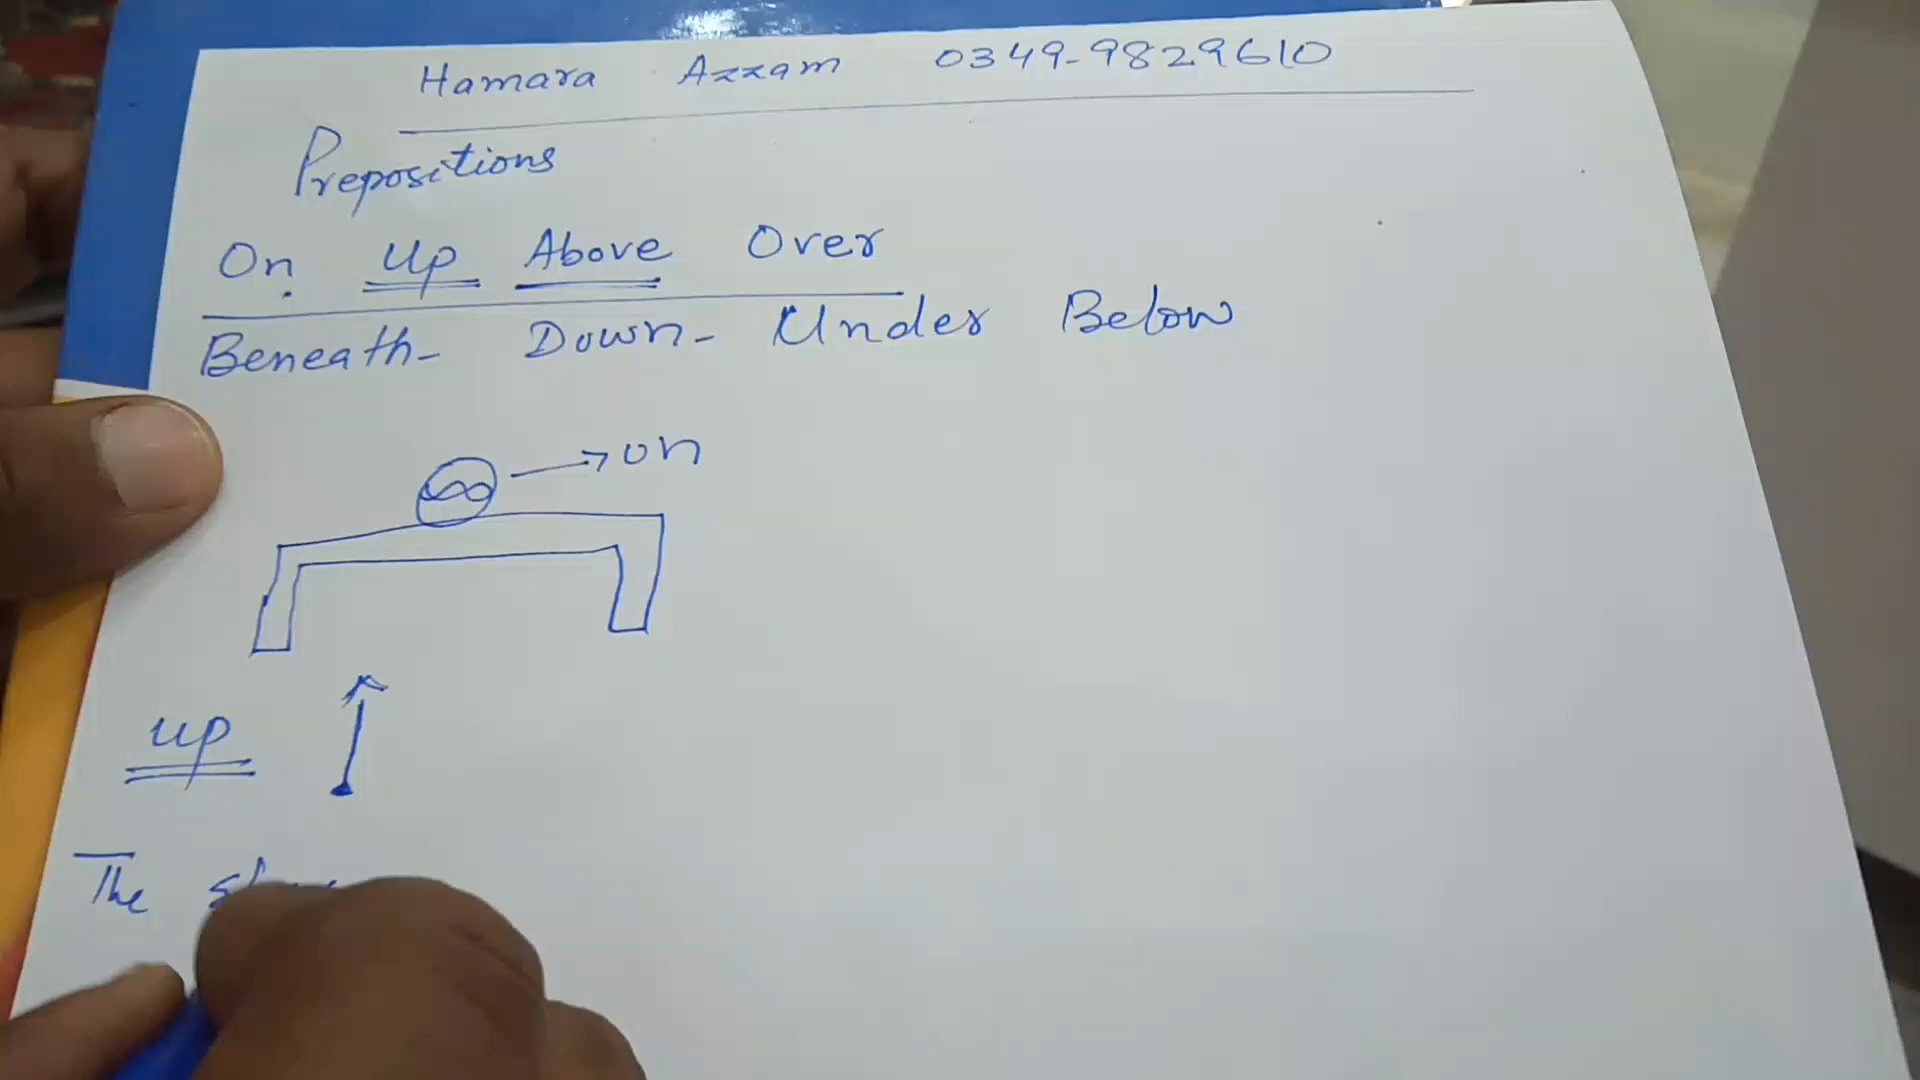 Hamara Azzam 0349-9829610
Prepositions
On Up Above Over
Beneath- Down- Under Below
→ on
up
The